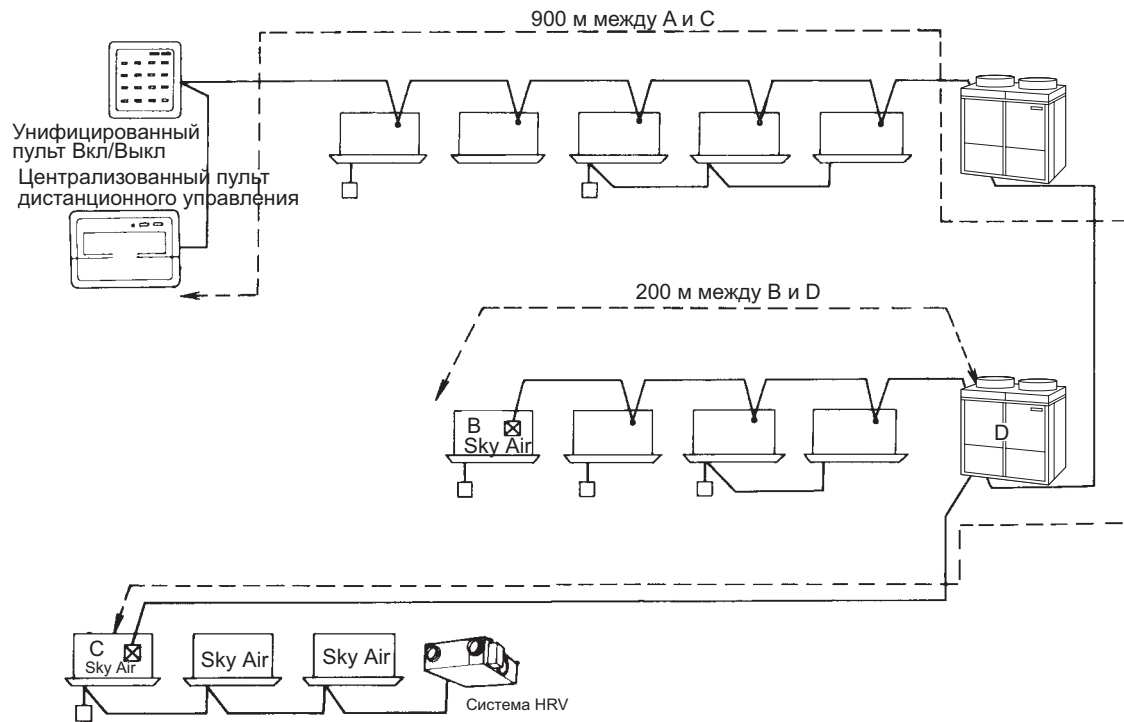 900 м между А и С
Унифицированный
пульт Вкл/Выкл
Централизованный пульт
дистанционного управления
200 м между В и D
B
Sky Air
D
C
Sky Air
Sky Air
Sky Air
Система HRV